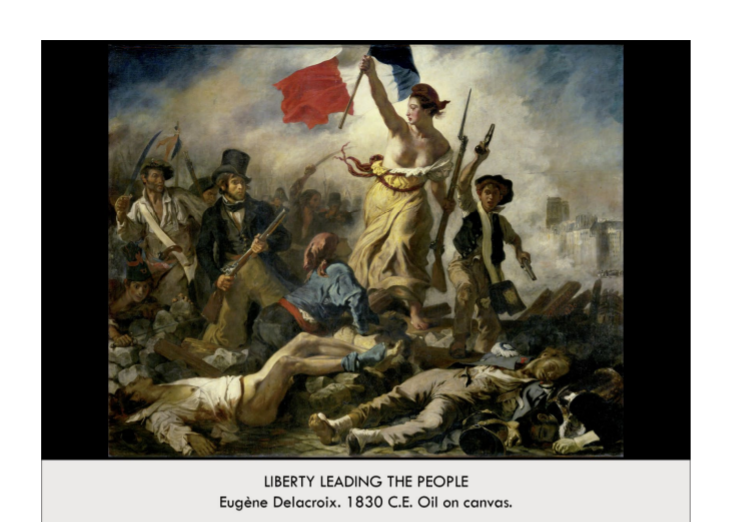 LIBERTY LEADING THE PEOPLE
Eugène Delacroix. 1830 C.E. Oil on canvas.